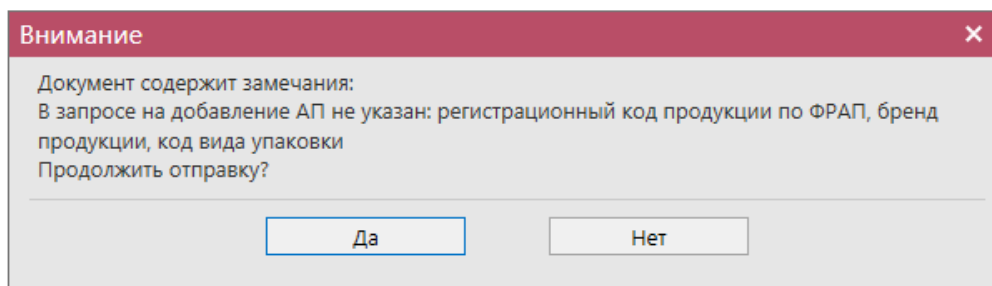 Внимание
Документ содержит замечания:
В запросе на добавление АП не указан: регистрационный код продукции по ФРАП, бренд
продукции, код вида упаковки
Продолжить отправку?
Да
Нет